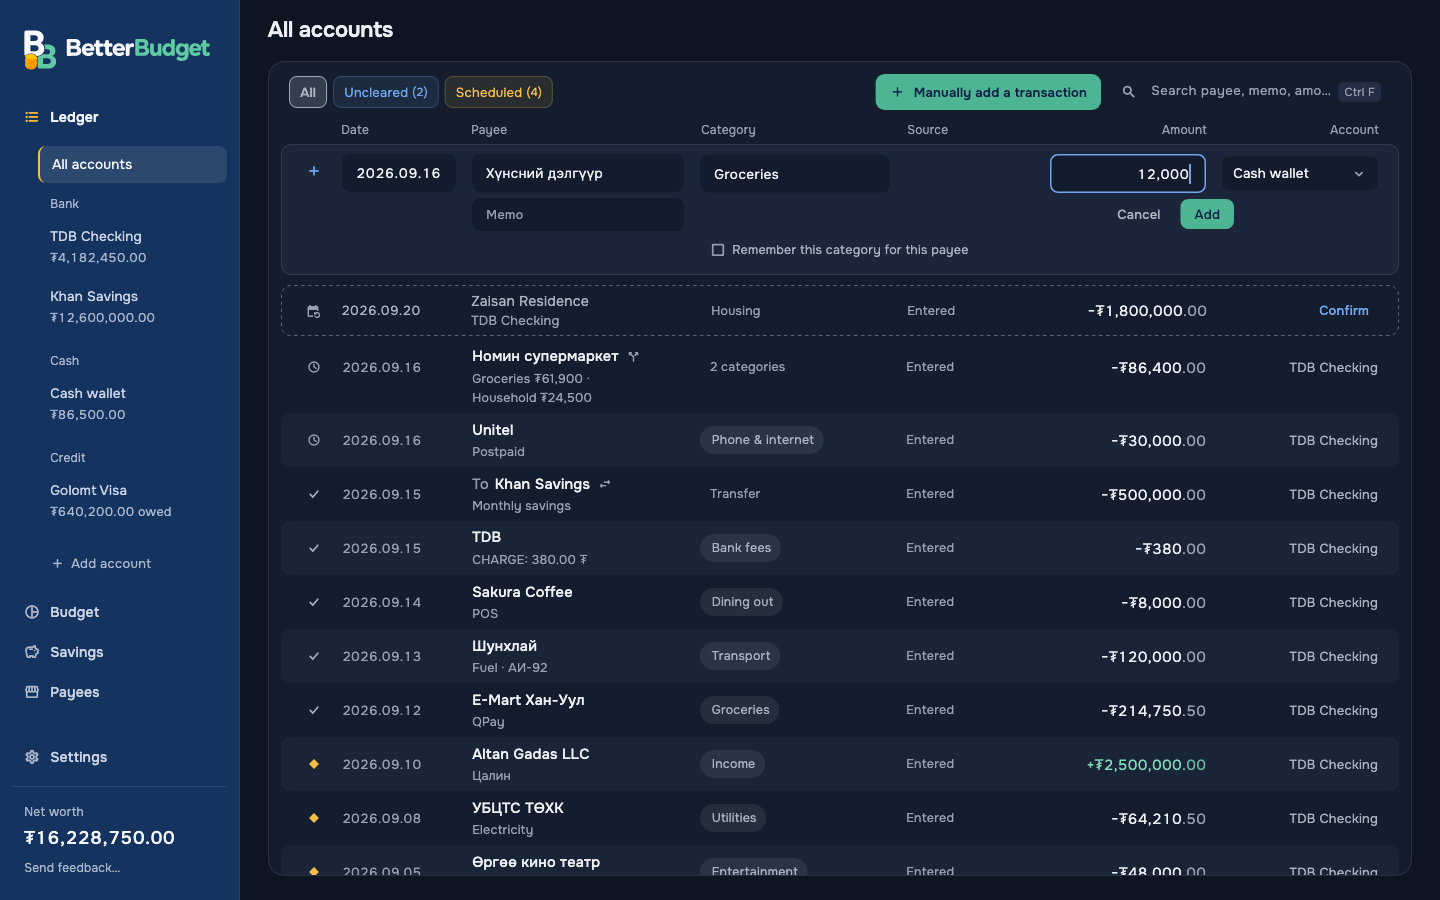 BB BetterBudget
Ledger
All accounts
Bank
TDB Checking
₮4,182,450.00
Khan Savings
₮12,600,000.00
Cash
Cash wallet
₮86,500.00
Credit
Golomt Visa
₮640,200.00 owed
+ Add account
Budget
Savings
Payees
Settings
Net worth
₮16,228,750.00
Send feedback...
All accounts
All Uncleared (2) Scheduled (4) + Manually add a transaction Search payee, memo, amo... Ctrl F
Date Payee Category Source Amount Account
+ 2026.09.16 Хүнсний дэлгүүр Groceries 12,000 Cash wallet
Memo Cancel Add
Remember this category for this payee
2026.09.20 Zaisan Residence Housing Entered -₮1,800,000.00 Confirm
TDB Checking
2026.09.16 Номин супермаркет 2 categories Entered -₮86,400.00 TDB Checking
Groceries ₮61,900 ·
Household ₮24,500
2026.09.16 Unitel Phone & internet Entered -₮30,000.00 TDB Checking
Postpaid
2026.09.15 To Khan Savings Transfer Entered -₮500,000.00 TDB Checking
Monthly savings
2026.09.15 TDB Bank fees Entered -₮380.00 TDB Checking
CHARGE: 380.00 ₮
2026.09.14 Sakura Coffee Dining out Entered -₮8,000.00 TDB Checking
POS
2026.09.13 Шунхлай Transport Entered -₮120,000.00 TDB Checking
Fuel · АИ-92
2026.09.12 E-Mart Хан-Уул Groceries Entered -₮214,750.50 TDB Checking
QPay
2026.09.10 Altan Gadas LLC Income Entered +₮2,500,000.00 TDB Checking
Цалин
2026.09.08 УБЦТС ТӨХК Utilities Entered -₮64,210.50 TDB Checking
Electricity
2026.09.05 Өргөө кино театр Entertainment Entered -₮48,000.00 TDB Checking